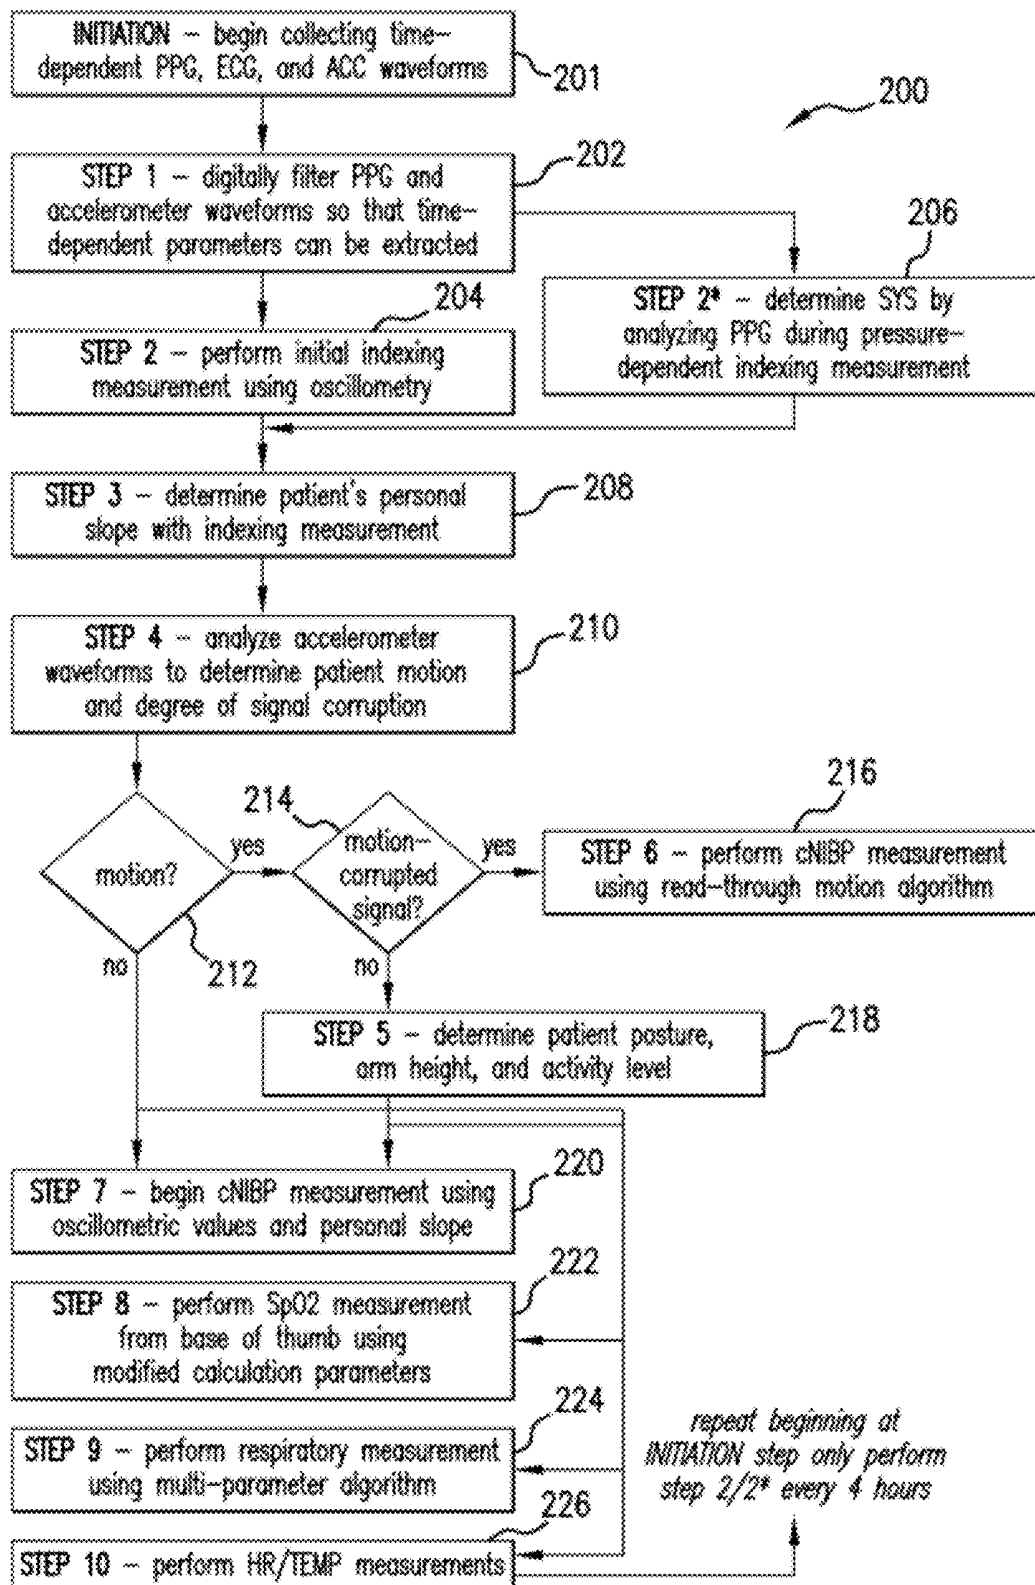 INITIATION – begin collecting time–
dependent PPG, ECG, and ACC waveforms
201
200
STEP 1 – digitally filter PPG and
accelerometer waveforms so that time–
dependent parameters can be extracted
202
206
STEP 2* – determine SYS by
analyzing PPG during pressure–
dependent indexing measurement
204
STEP 2 – perform initial indexing
measurement using oscillometry
STEP 3 – determine patient's personal
slope with indexing measurement
208
STEP 4 – analyze accelerometer
waveforms to determine patient motion
and degree of signal corruption
210
motion?
212
yes
no
214
motion–
corrupted
signal?
yes
no
216
STEP 6 – perform cNIBP measurement
using read–through motion algorithm
STEP 5 – determine patient posture,
arm height, and activity level
218
STEP 7 – begin cNIBP measurement using
oscillometric values and personal slope
220
STEP 8 – perform SpO2 measurement
from base of thumb using
modified calculation parameters
222
STEP 9 – perform respiratory measurement
using multi–parameter algorithm
224
STEP 10 – perform HR/TEMP measurements
226
repeat beginning at
INITIATION step only perform
step 2/2* every 4 hours